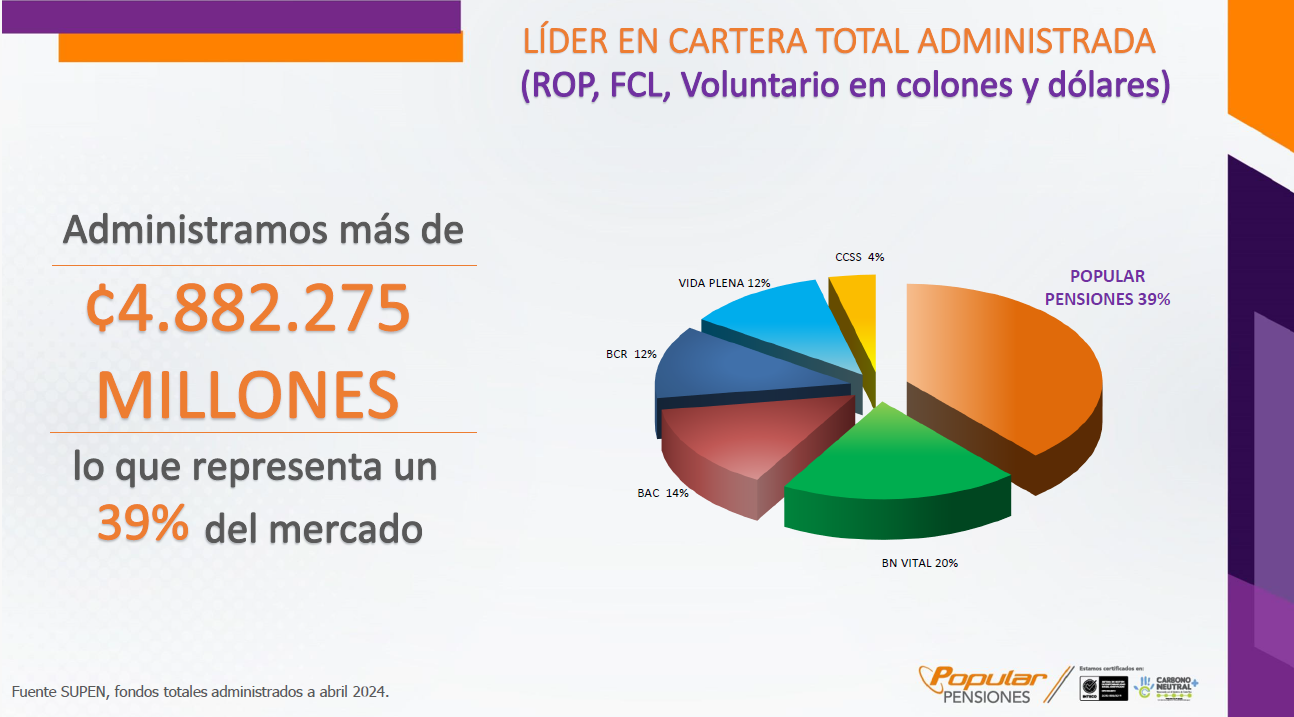 LÍDER EN CARTERA TOTAL ADMINISTRADA
(ROP, FCL, Voluntario en colones y dólares)
Administramos más de
¢4.882.275
MILLONES
lo que representa un
39% del mercado
CCSS 4%
VIDA PLENA 12%
POPULAR
PENSIONES 39%
BCR 12%
BAC 14%
BN VITAL 20%
Fuente SUPEN, fondos totales administrados a abril 2024.
Popular
PENSIONES
Estamos certificados en:
INTECO
CARBONO
NEUTRAL+